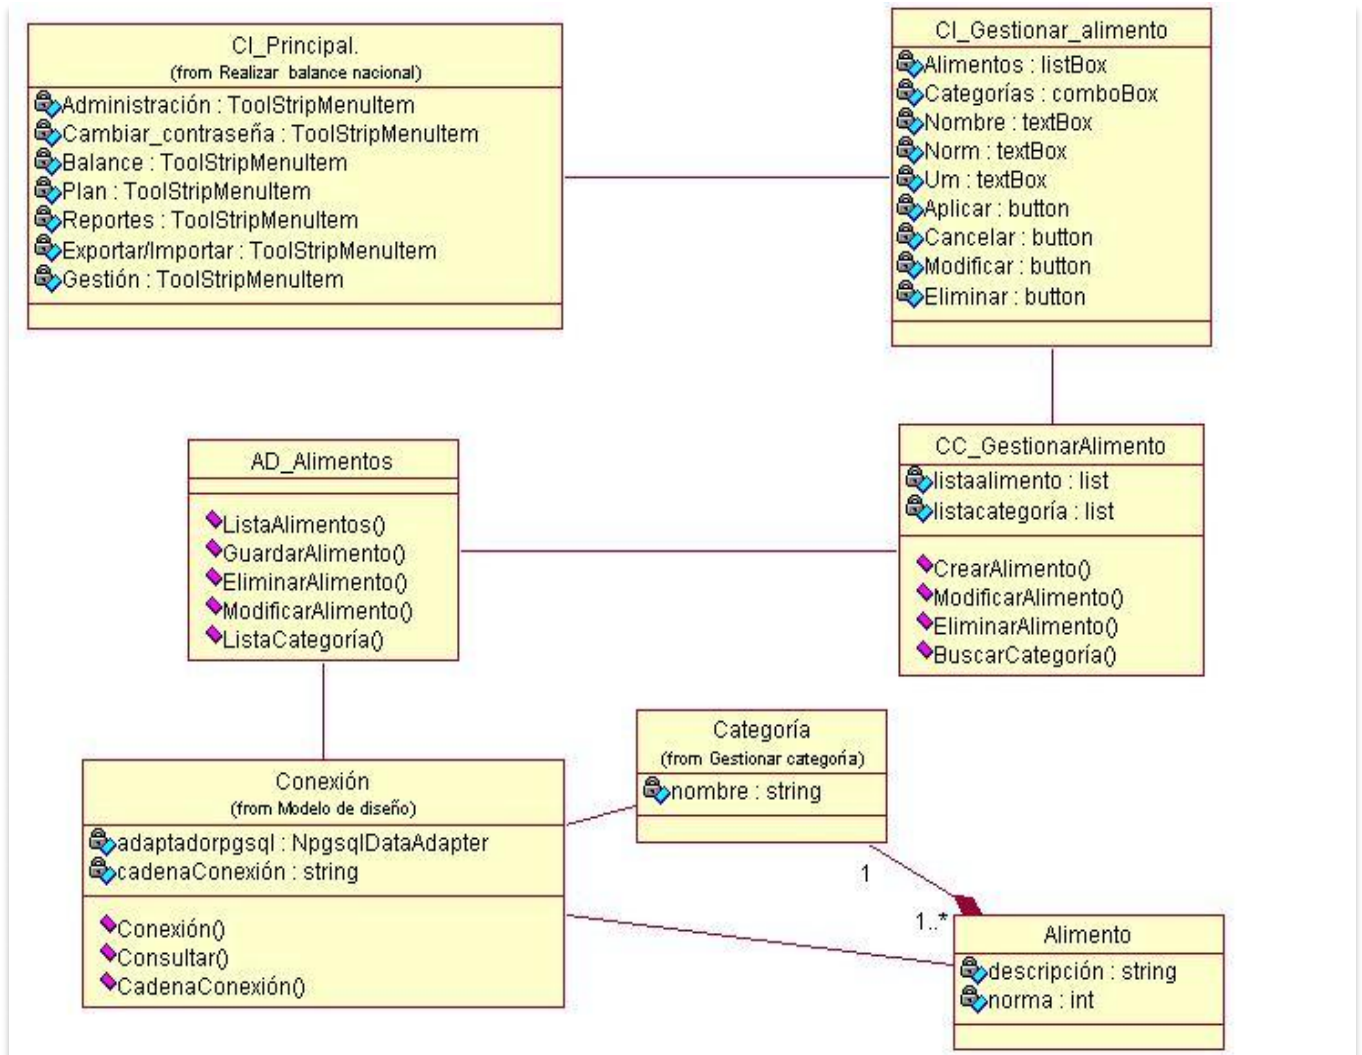 CI_Principal.
(from Realizar balance nacional)
Administración : ToolStripMenuItem
Cambiar_contraseña : ToolStripMenuItem
Balance : ToolStripMenuItem
Plan : ToolStripMenuItem
Reportes : ToolStripMenuItem
Exportar/Importar : ToolStripMenuItem
Gestión : ToolStripMenuItem
CI_Gestionar_alimento
Alimentos : listBox
Categorías : comboBox
Nombre : textBox
Norm : textBox
Um : textBox
Aplicar : button
Cancelar : button
Modificar : button
Eliminar : button
AD_Alimentos
ListaAlimentos()
GuardarAlimento()
EliminarAlimento()
ModificarAlimento()
ListaCategoría()
CC_GestionarAlimento
listaalimento : list
listacategoría : list
CrearAlimento()
ModificarAlimento()
EliminarAlimento()
BuscarCategoría()
Conexión
(from Modelo de diseño)
adaptadorpgsql : NpgsqlDataAdapter
cadenaConexión : string
Conexión()
Consultar()
CadenaConexión()
Categoría
(from Gestionar categoría)
nombre : string
1
1..*
Alimento
descripción : string
norma : int